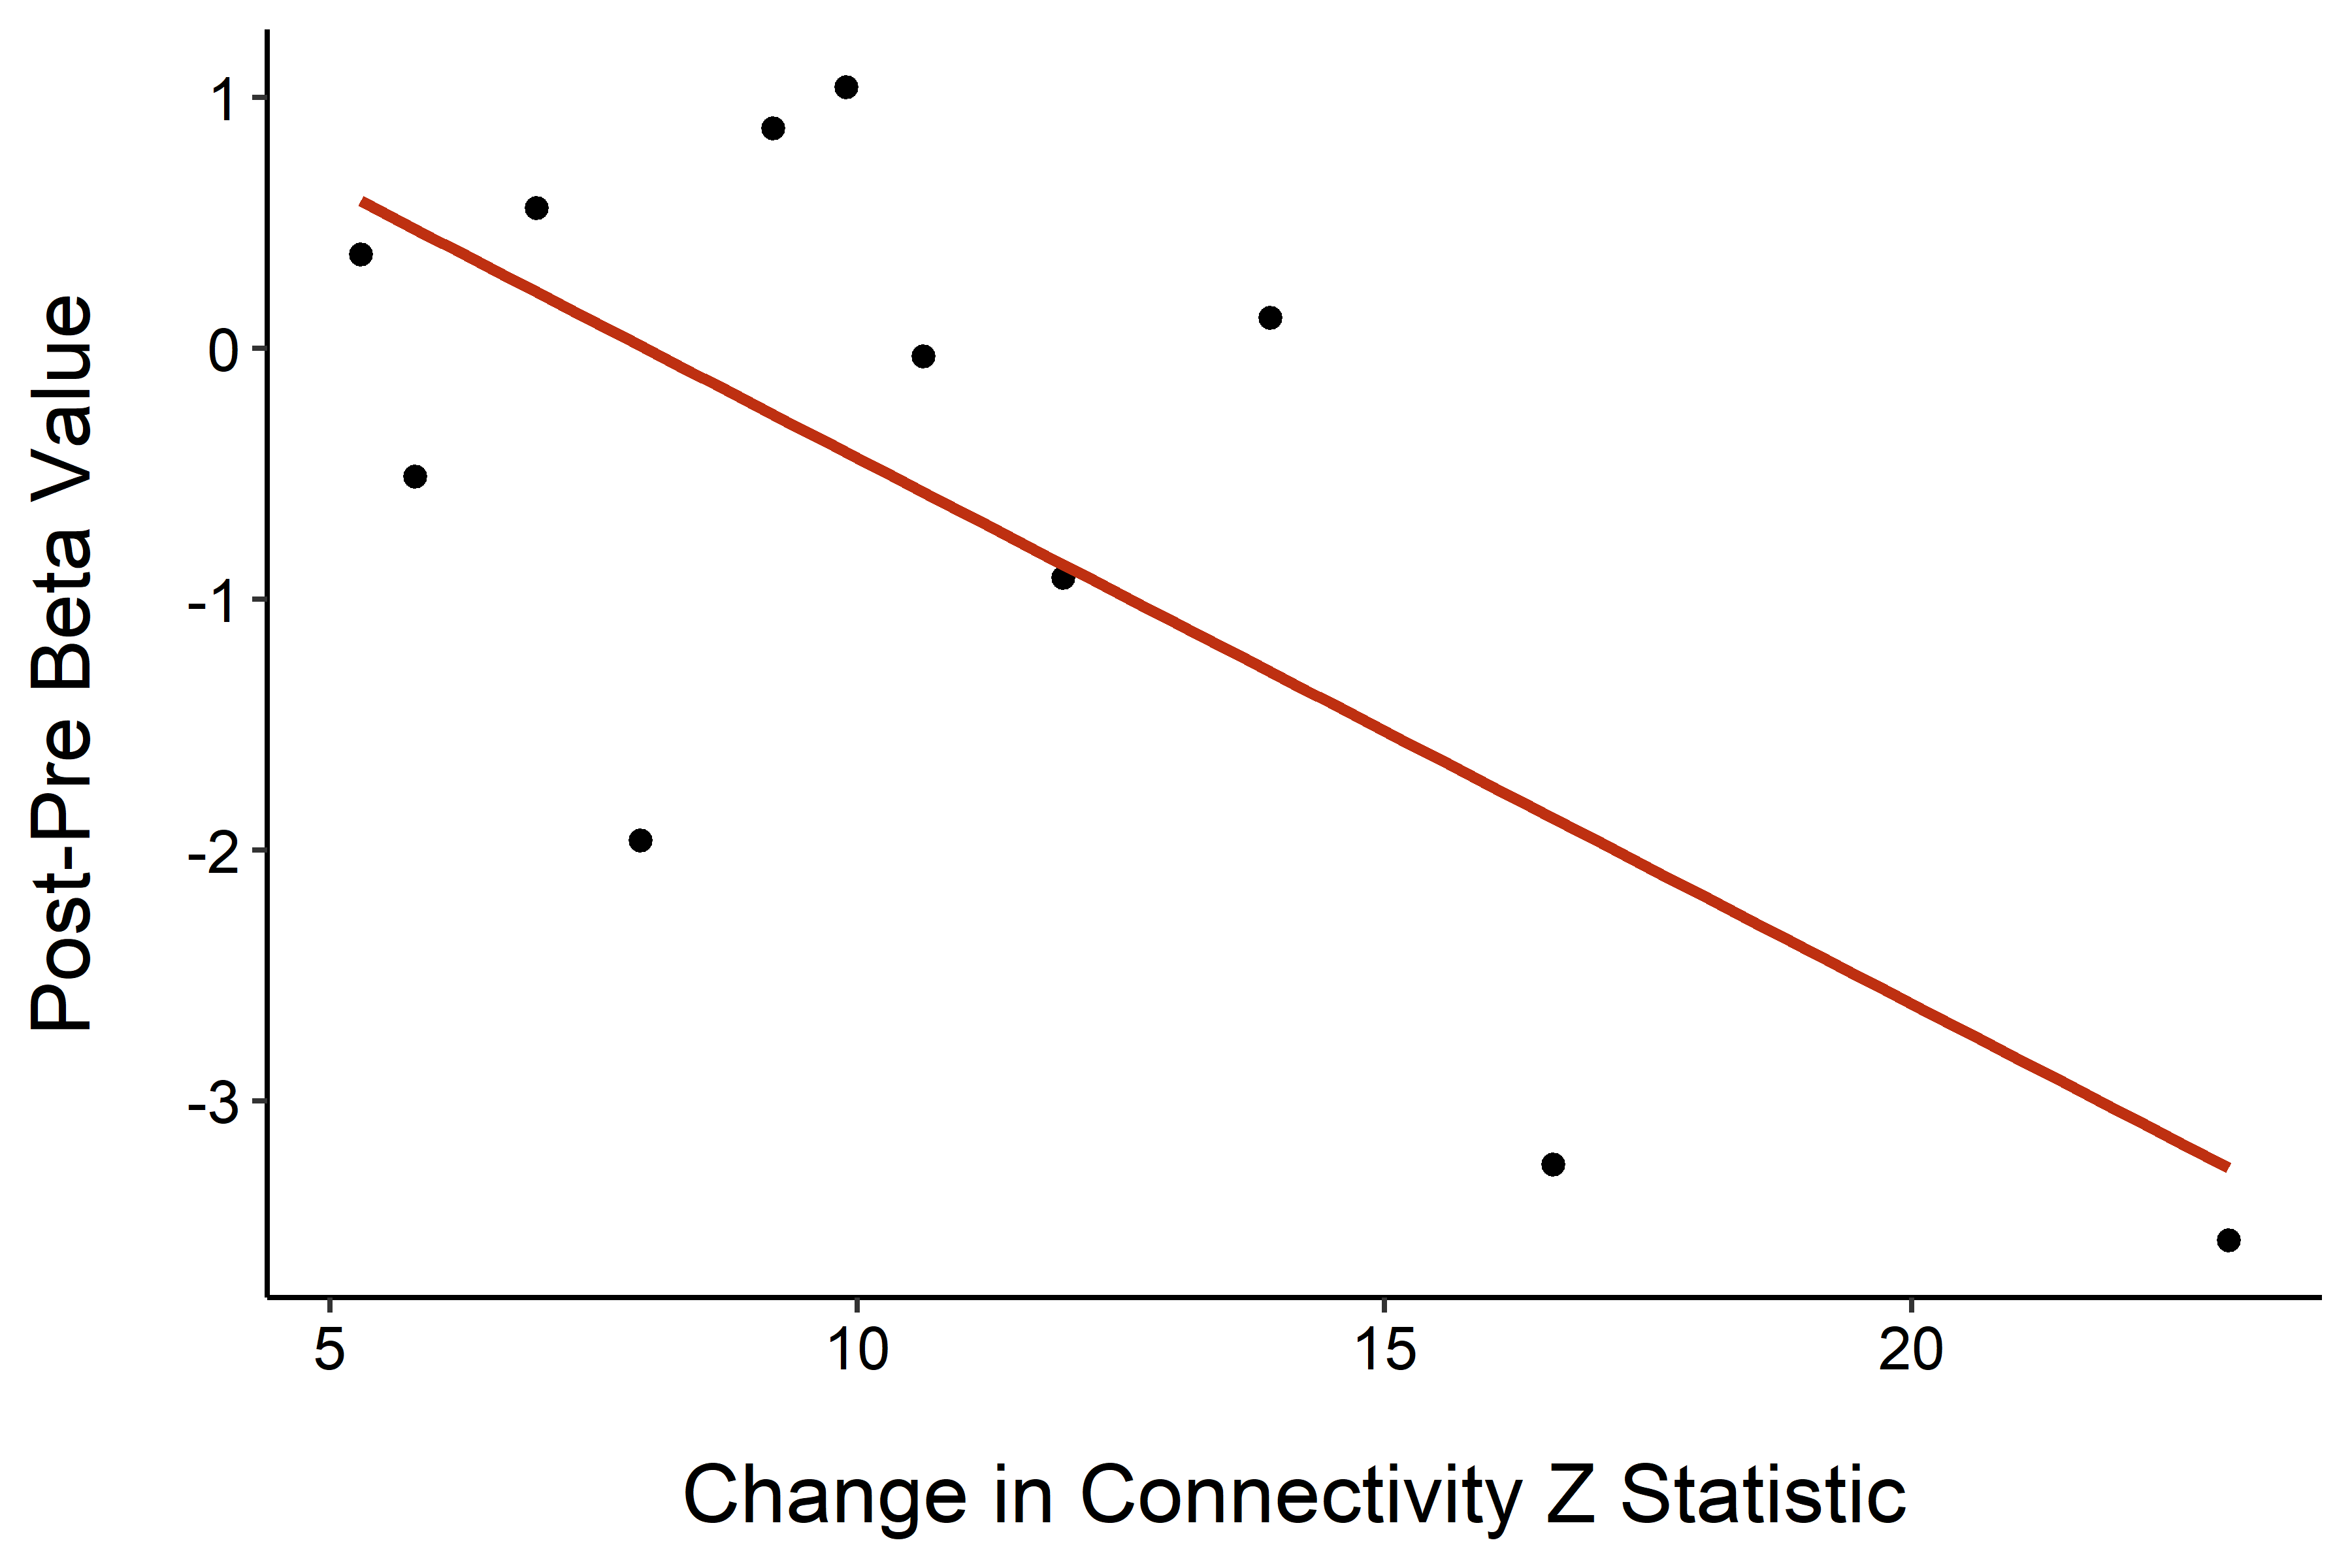 Post-Pre Beta Value
1
0
-1
-2
-3
5 10 15 20
Change in Connectivity Z Statistic